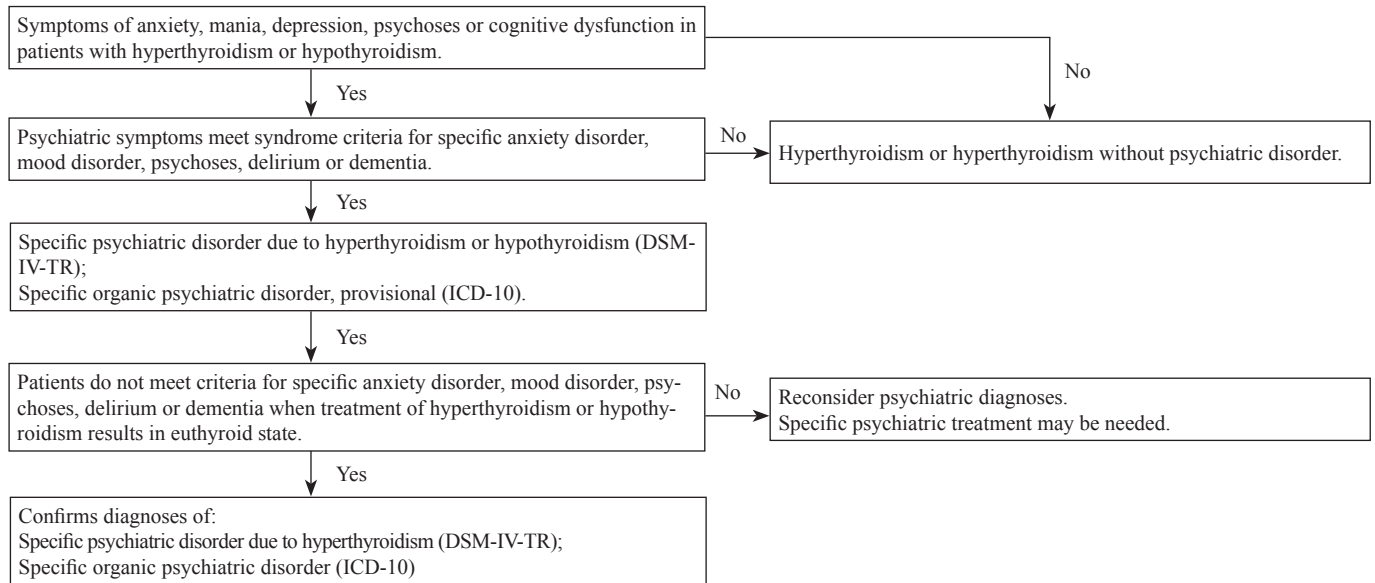 Symptoms of anxiety, mania, depression, psychoses or cognitive dysfunction in
patients with hyperthyroidism or hypothyroidism.
No
Yes
Psychiatric symptoms meet syndrome criteria for specific anxiety disorder,
mood disorder, psychoses, delirium or dementia.
No
Hyperthyroidism or hyperthyroidism without psychiatric disorder.
Yes
Specific psychiatric disorder due to hyperthyroidism or hypothyroidism (DSM-
IV-TR);
Specific organic psychiatric disorder, provisional (ICD-10).
Yes
Patients do not meet criteria for specific anxiety disorder, mood disorder, psy-
choses, delirium or dementia when treatment of hyperthyroidism or hypothy-
roidism results in euthyroid state.
No
Reconsider psychiatric diagnoses.
Specific psychiatric treatment may be needed.
Yes
Confirms diagnoses of:
Specific psychiatric disorder due to hyperthyroidism (DSM-IV-TR);
Specific organic psychiatric disorder (ICD-10)